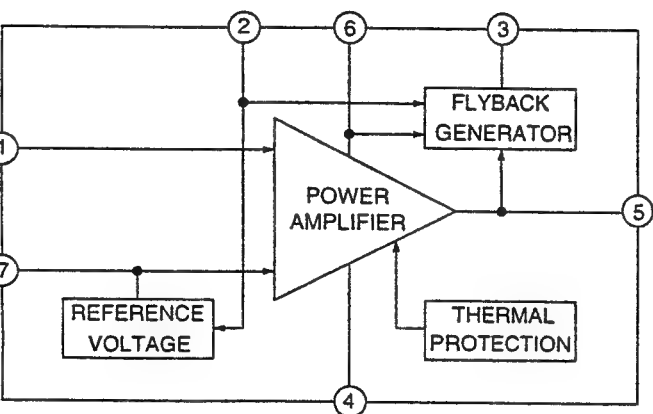 2
6
3
FLYBACK
GENERATOR
1
POWER
AMPLIFIER
5
7
REFERENCE
VOLTAGE
THERMAL
PROTECTION
4